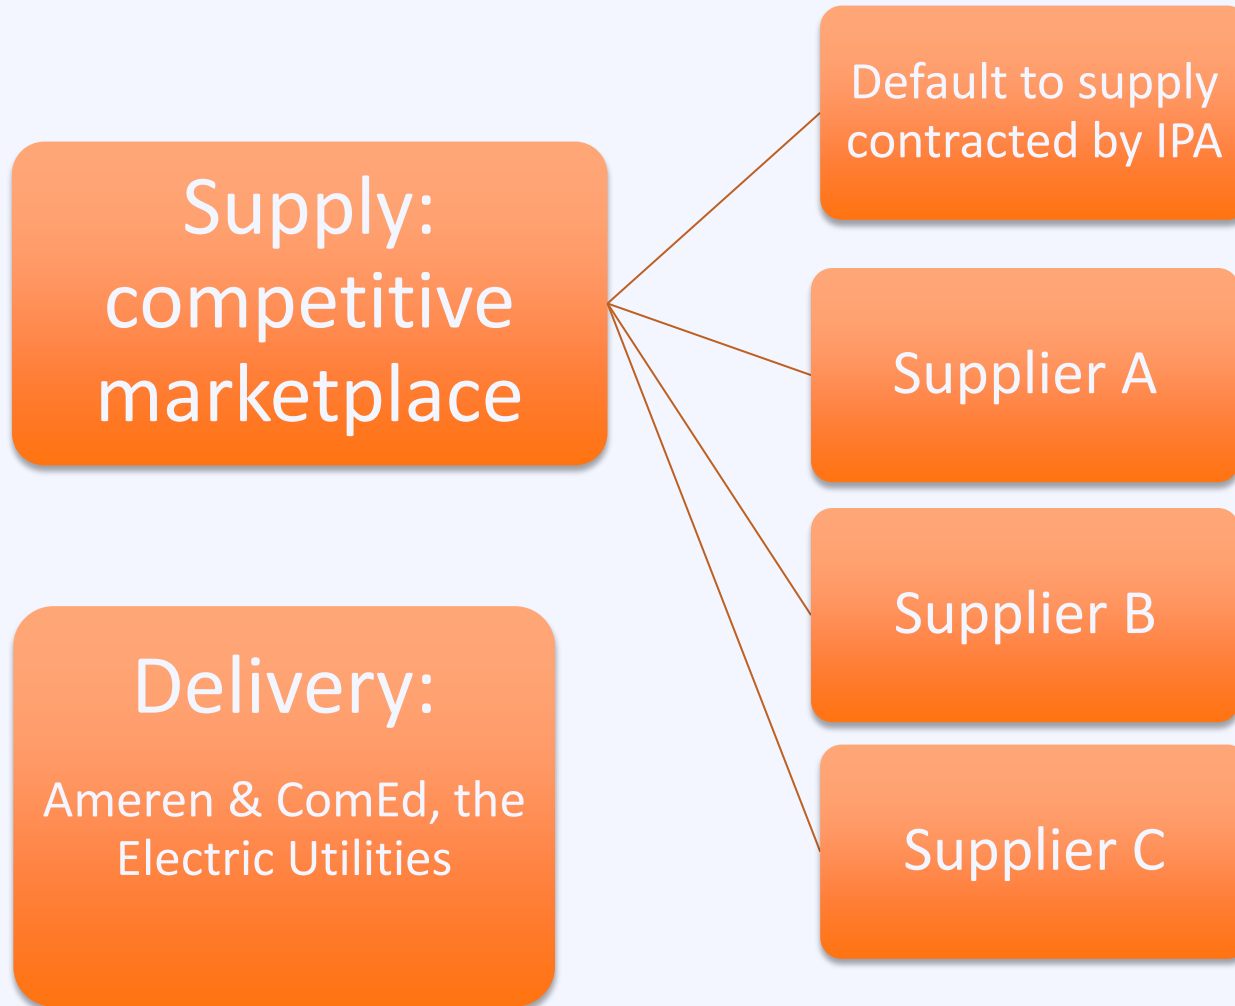 Supply:
competitive
marketplace
Default to supply
contracted by IPA
Supplier A
Supplier B
Supplier C
Delivery:
Ameren & ComEd, the
Electric Utilities